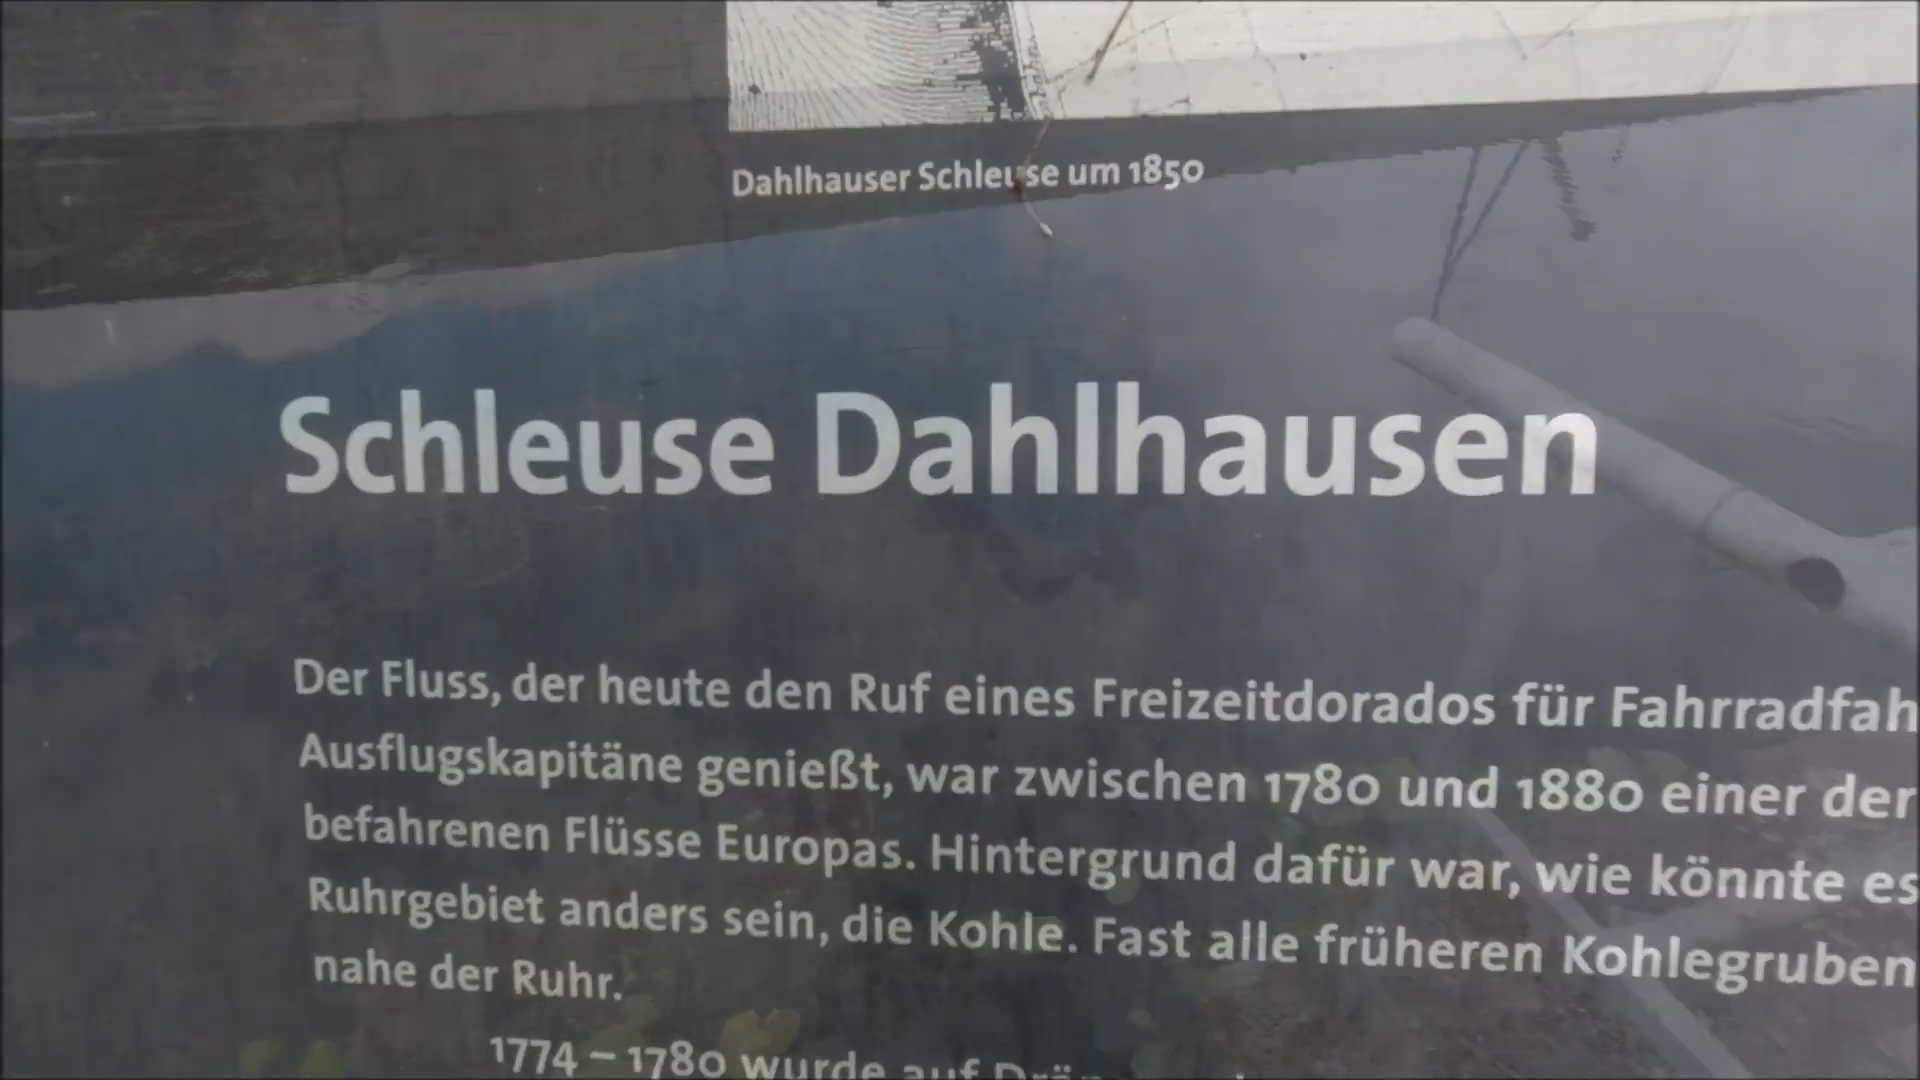 Dahlhauser Schleuse um 1850
Schleuse Dahlhausen
Der Fluss, der heute den Ruf eines Freizeitdorados für Fahrradfah
Ausflugskapitäne genießt, war zwischen 1780 und 1880 einer der
befahrenen Flüsse Europas. Hintergrund dafür war, wie könnte es
Ruhrgebiet anders sein, die Kohle. Fast alle früheren Kohlegruben
nahe der Ruhr.
1774 – 1780 wurde auf